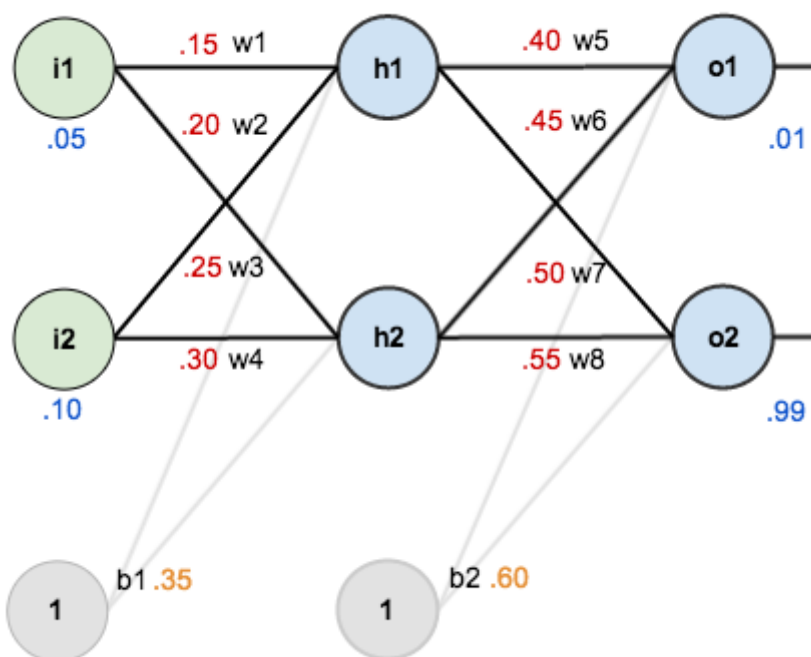 .15 w1
.40 w5
i1
h1
o1
.20 w2
.45 w6
.05
.01
.25 w3
.50 w7
i2
h2
o2
.30 w4
.55 w8
.10
.99
b1 .35
b2 .60
1
1